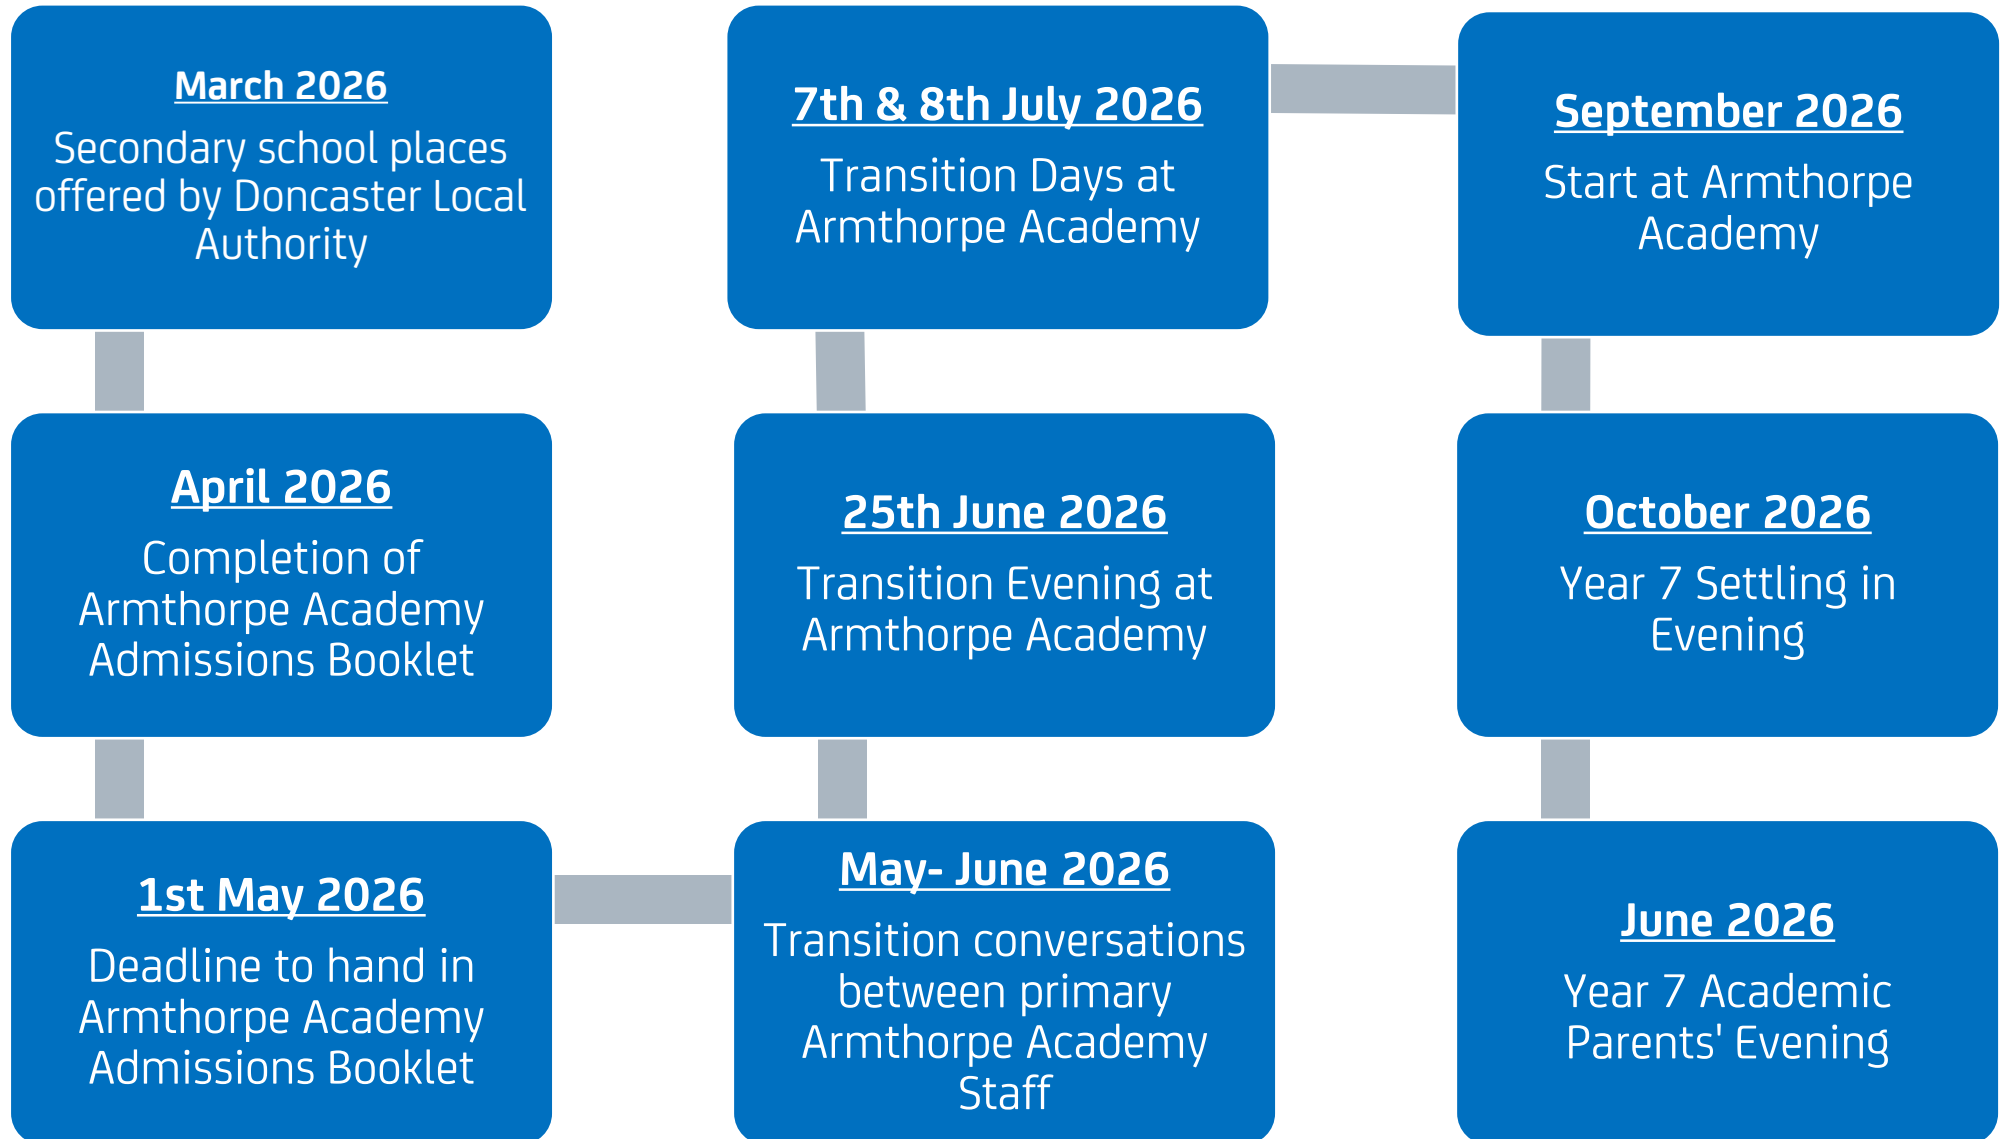 March 2026
Secondary school places
offered by Doncaster Local
Authority
April 2026
Completion of
Armthorpe Academy
Admissions Booklet
1st May 2026
Deadline to hand in
Armthorpe Academy
Admissions Booklet
May- June 2026
Transition conversations
between primary
Armthorpe Academy
Staff
25th June 2026
Transition Evening at
Armthorpe Academy
7th & 8th July 2026
Transition Days at
Armthorpe Academy
September 2026
Start at Armthorpe
Academy
October 2026
Year 7 Settling in
Evening
June 2026
Year 7 Academic
Parents' Evening